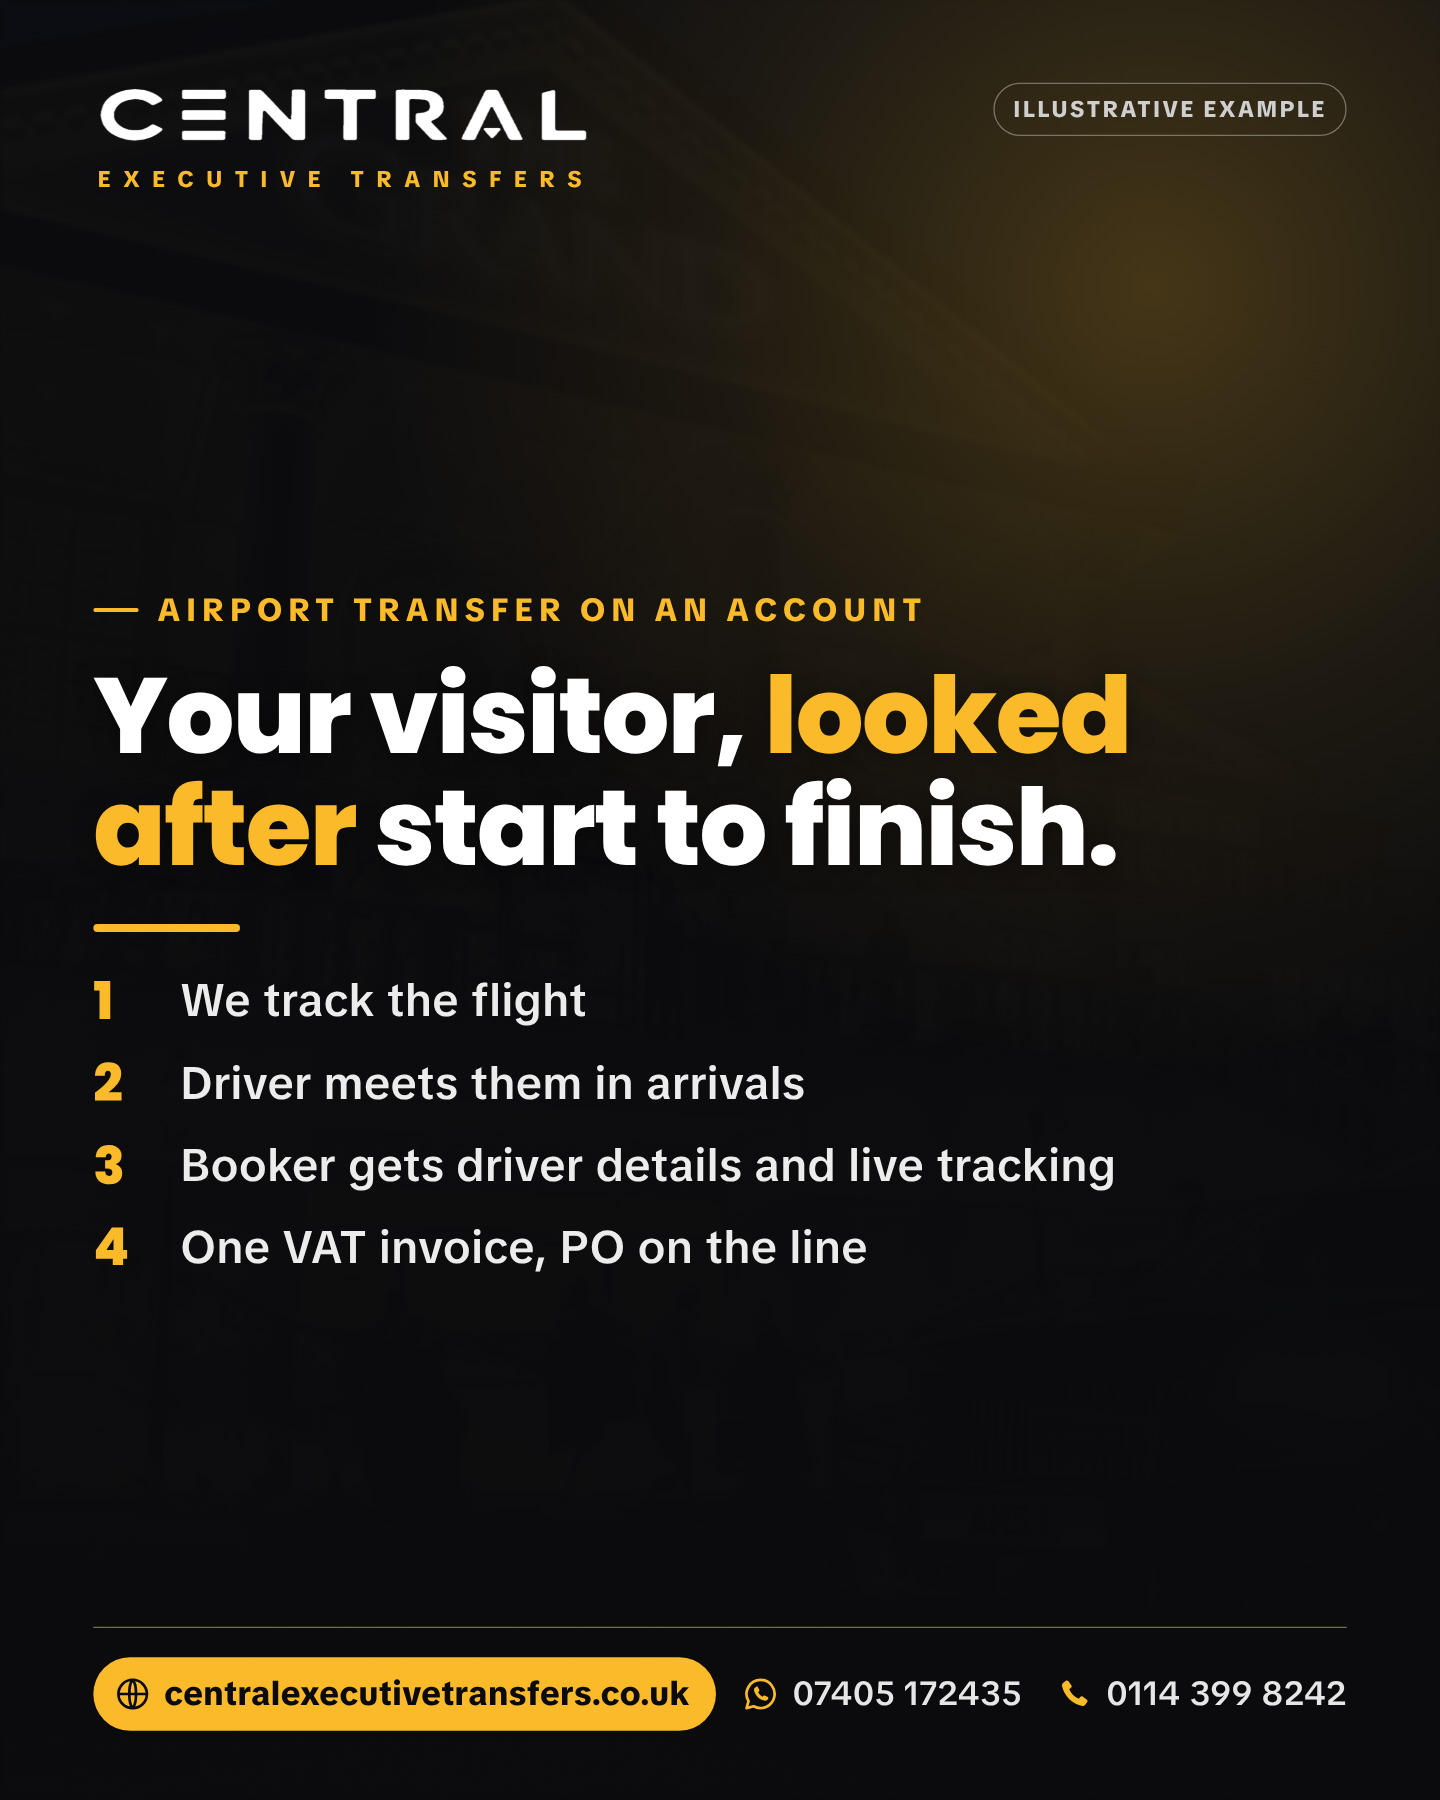 CENTRAL
EXECUTIVE TRANSFERS
ILLUSTRATIVE EXAMPLE
GRAND
AIRPORT TRANSFER ON AN ACCOUNT
Your visitor, looked
after start to finish.
1 We track the flight
2 Driver meets them in arrivals
3 Booker gets driver details and live tracking
4 One VAT invoice, PO on the line
centralexecutivetransfers.co.uk 07405 172435 0114 399 8242